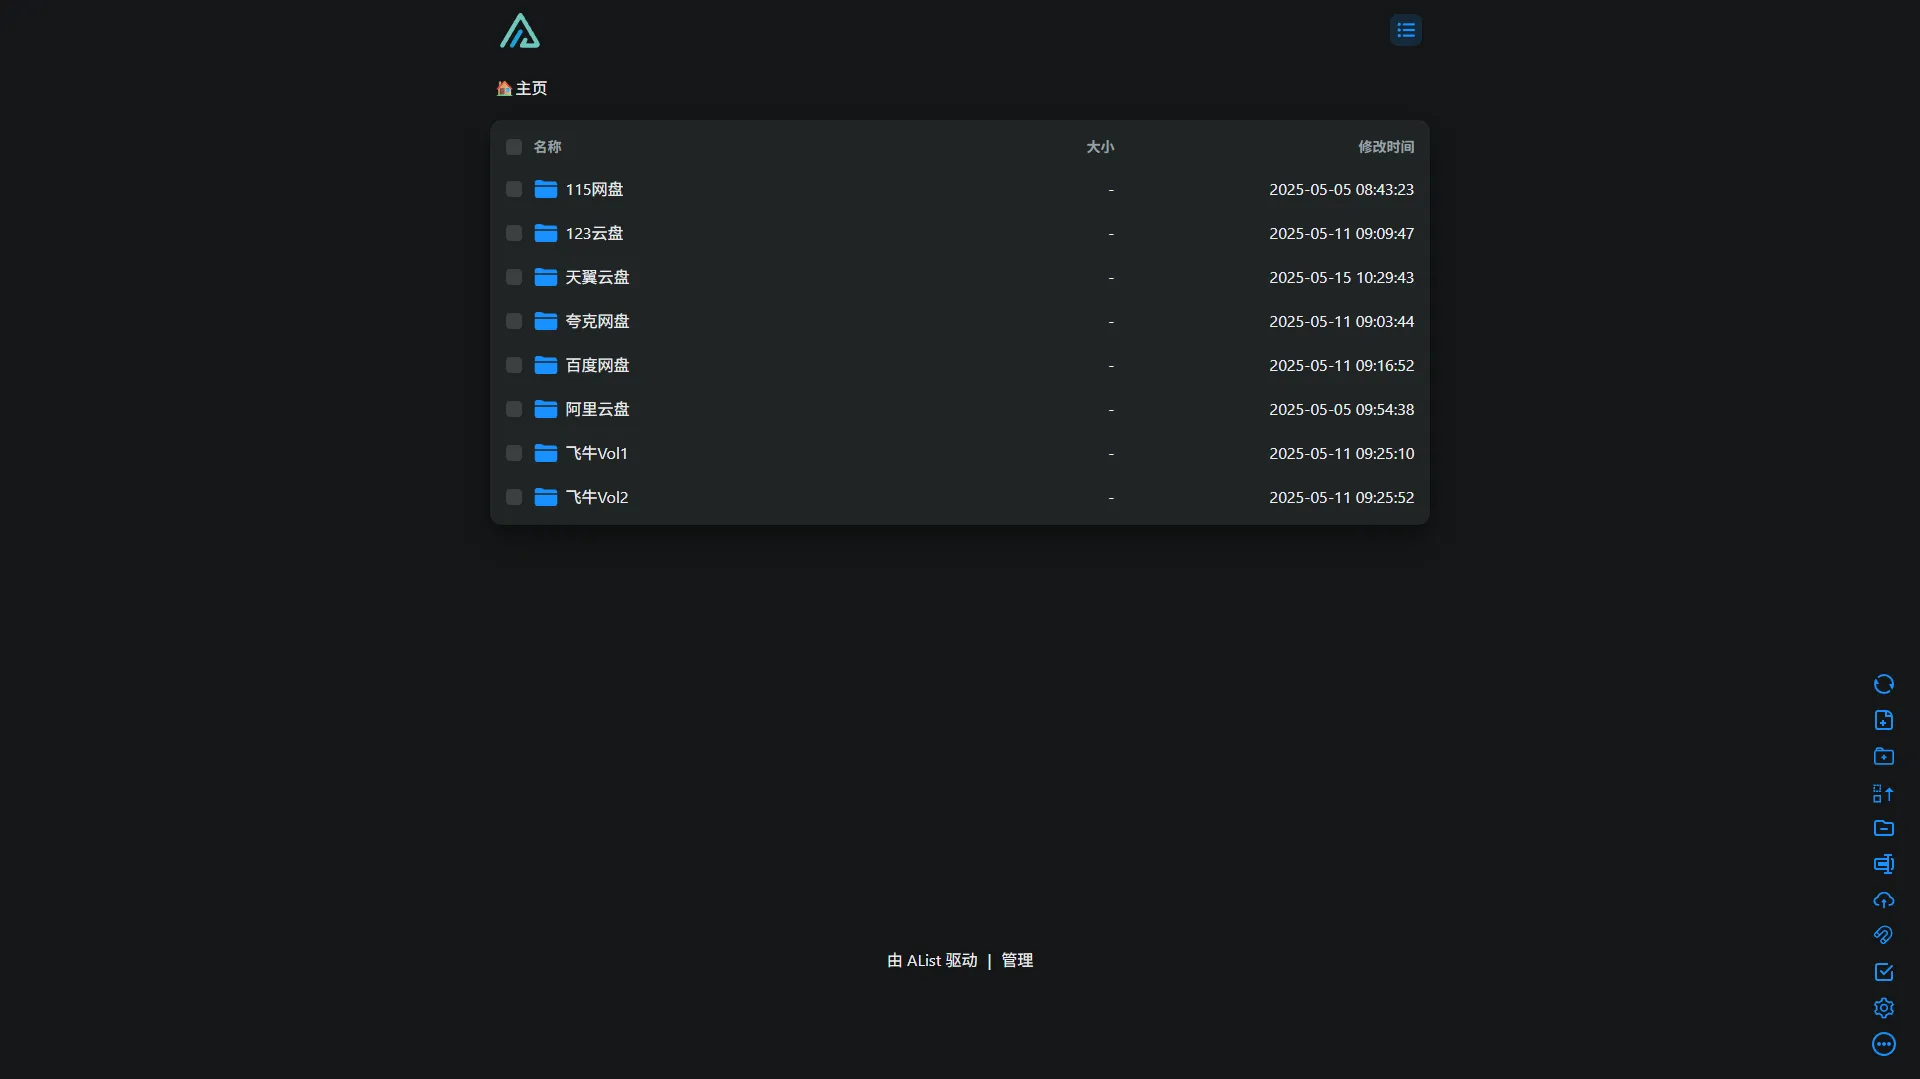 主页
名称 大小 修改时间
115网盘 - 2025-05-05 08:43:23
123云盘 - 2025-05-11 09:09:47
天翼云盘 - 2025-05-15 10:29:43
夸克网盘 - 2025-05-11 09:03:44
百度网盘 - 2025-05-11 09:16:52
阿里云盘 - 2025-05-05 09:54:38
飞牛Vol1 - 2025-05-11 09:25:10
飞牛Vol2 - 2025-05-11 09:25:52
由 AList 驱动 | 管理